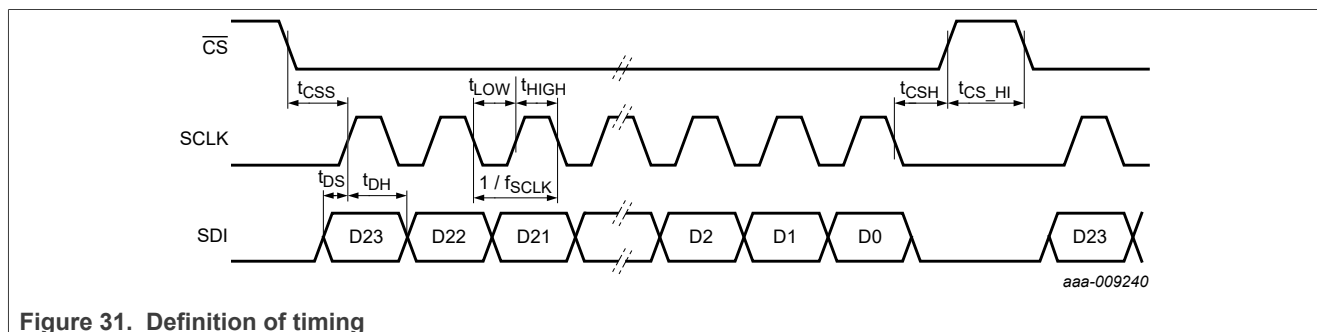 CS
tCSS
tLOW
tHIGH
tCSH
tCS_HI
SCLK
tDS
tDH
1 / fSCLK
SDI
D23
D22
D21
D2
D1
D0
D23
aaa-009240
Figure 31. Definition of timing